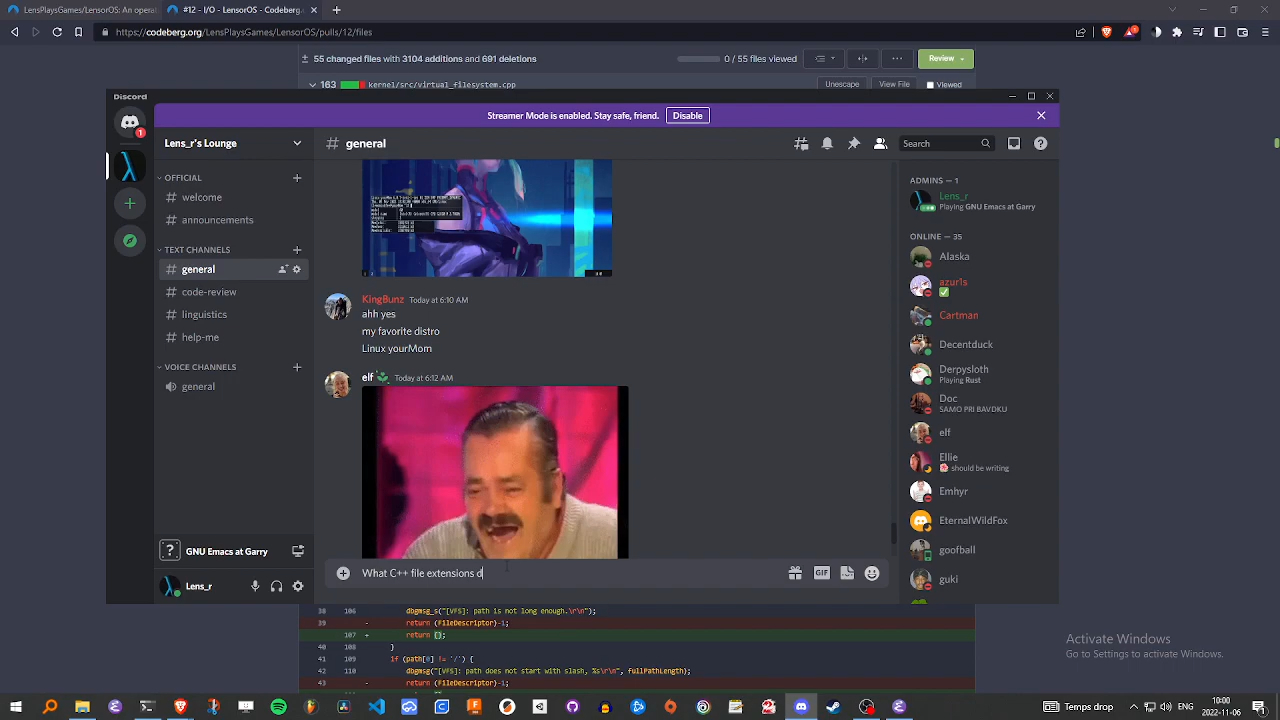 LensPlaysGames/LensorOS: An operat
#12 - I/O - LensorOS - Codeberg.
https://codeberg.org/LensPlaysGames/LensorOS/pulls/12/files
55 changed files with 3104 additions and 691 deletions
0 / 55 files viewed
Review
163
kernel/src/virtual_filesystem.cpp
Unescape
View File
Viewed
Discord
Streamer Mode is enabled. Stay safe, friend.
Disable
Len_r's Lounge
# general
Search
OFFICIAL
# welcome
# announcements
TEXT CHANNELS
# general
# code-review
# linguistics
# help-me
VOICE CHANNELS
general
KingBunz Today at 6:10 AM
ahh yes
my favorite distro
Linux yourMom
elf Today at 6:12 AM
What C++ file extensions d
GIF
ADMINS — 1
Lens_r
Playing GNU Emacs at Garry
ONLINE — 35
Alaska
azur1s
Cartman
Decentduck
Derpysloth
Playing Rust
Doc
SAMO PRI BAVDKU
elf
Ellie
should be writing
Emhyr
EternalWildFox
goofball
guki
GNU Emacs at Garry
Lens_r
38 106 dbgmsg_s("[VFS]: path is not long enough.\r\n");
39 - return (FileDescriptor)-1;
107 + return {};
40 108 }
41 109 if (path[0] != '/') {
42 110 dbgmsg("[VFS]: path does not start with slash, %s\r\n", fullPathLength);
43 - return (FileDescriptor)-1;
Activate Windows
Go to Settings to activate Windows.
Temps drop...
10:00
2022-11-06